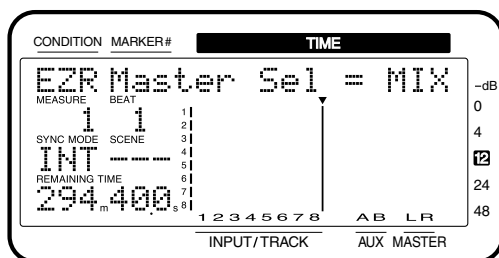 CONDITION MARKER# TIME
EZR Master Sel = MIX
MEASURE BEAT
1 1
SYNC MODE SCENE
INT ---
REMAINING TIME
294m400s
1
2
3
4
5
6
7
8
1 2 3 4 5 6 7 8 A B L R
INPUT/TRACK AUX MASTER
-dB
0
4
12
24
48